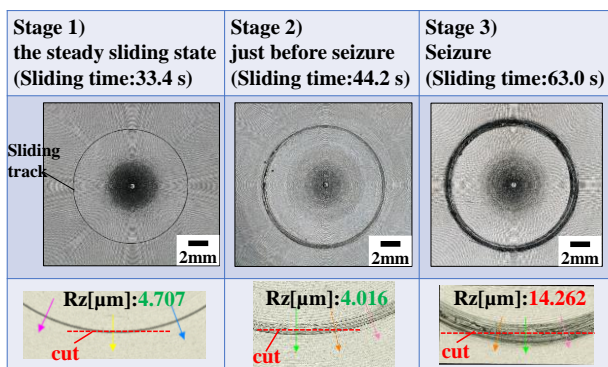 Stage 1)
the steady sliding state
(Sliding time:33.4 s)
Stage 2)
just before seizure
(Sliding time:44.2 s)
Stage 3)
Seizure
(Sliding time:63.0 s)
Sliding
track
2mm
2mm
2mm
Rz[μm]:4.707
cut
Rz[μm]:4.016
cut
Rz[μm]:14.262
cut